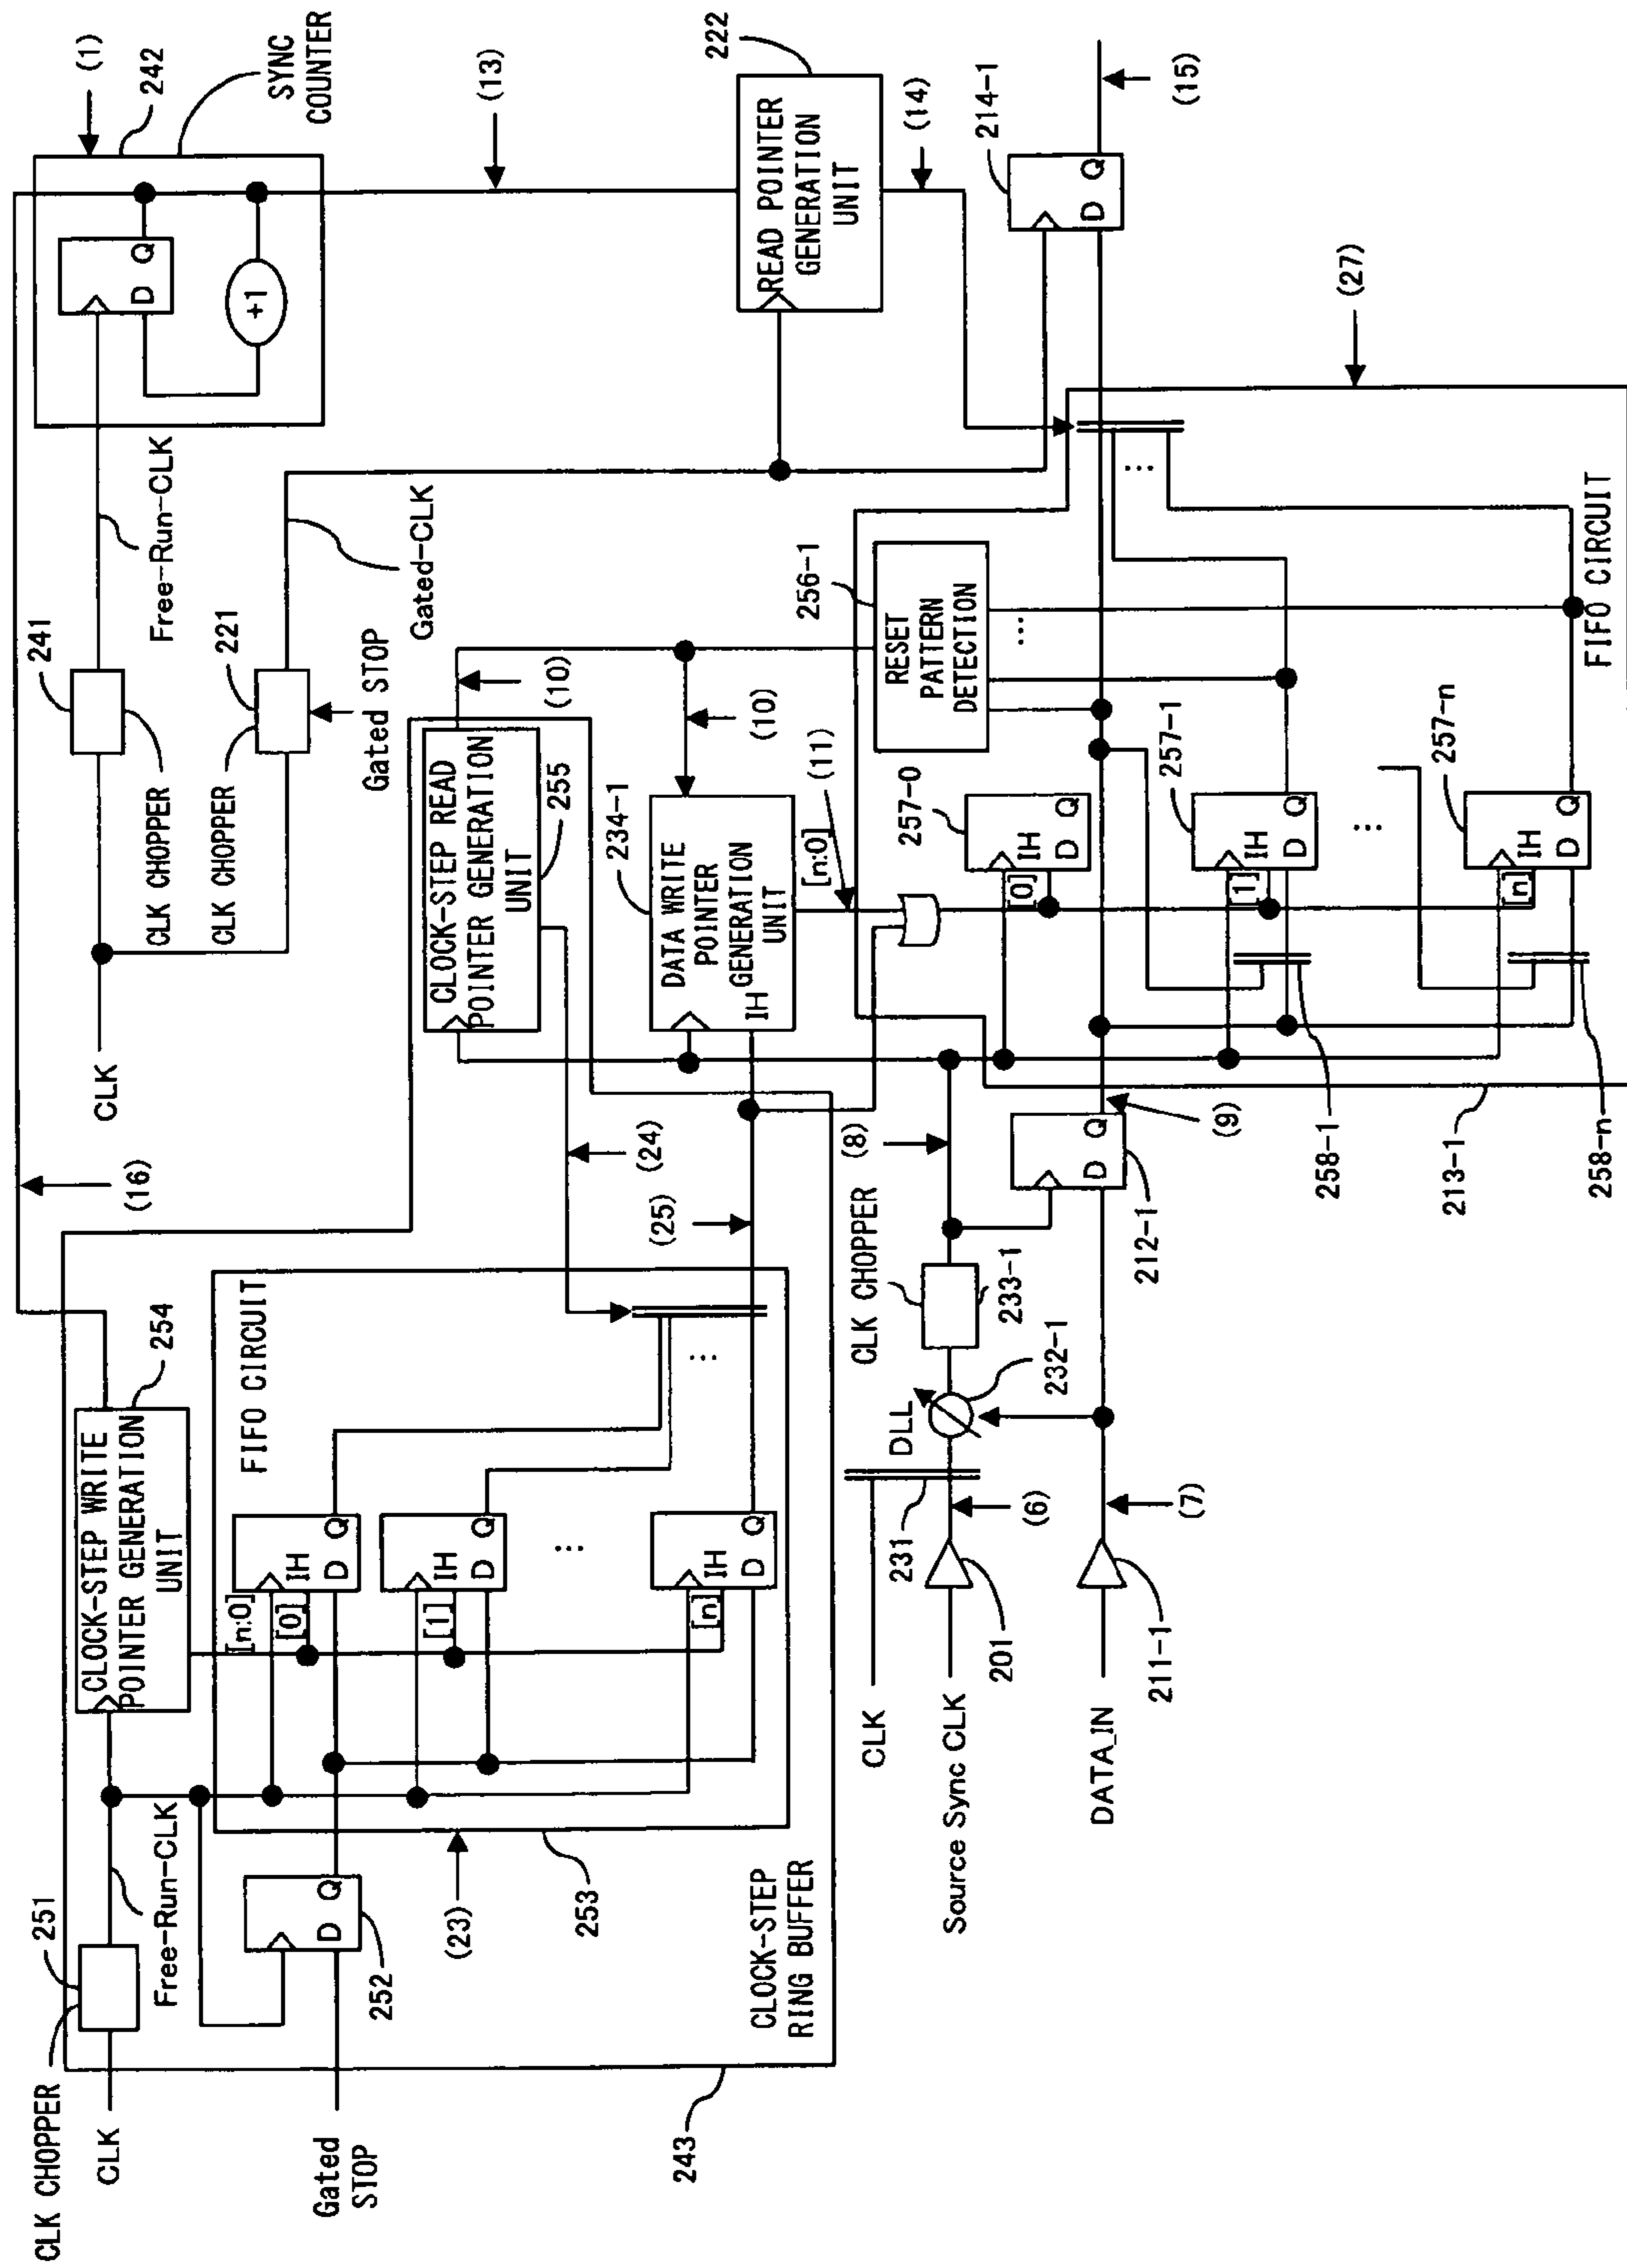 CLK CHOPPER
251
CLK
Free-Run-CLK
Gated
STOP
D
Q
252
243
CLOCK-STEP
RING BUFFER
CLOCK-STEP WRITE
POINTER GENERATION
UNIT
254
[n:0]
FIFO CIRCUIT
[0]
IH
D
Q
[1]
IH
D
Q
⋮
[n]
IH
D
Q
⋮
(23)
253
(24)
(25)
(16)
CLOCK-STEP READ
POINTER GENERATION
UNIT
255
(10)
DATA WRITE
POINTER
GENERATION
UNIT
IH
234-1
(10)
[n:0]
(11)
CLK
241
CLK CHOPPER
Free-Run-CLK
CLK CHOPPER
221
Gated STOP
Gated-CLK
(1)
242
SYNC
COUNTER
D
Q
+1
(13)
READ POINTER
GENERATION
UNIT
222
(14)
214-1
D
Q
(15)
CLK
231
Source Sync CLK
201
(6)
DLL
232-1
CLK CHOPPER
233-1
(8)
DATA_IN
211-1
(7)
D
Q
212-1
(9)
RESET
PATTERN
DETECTION
256-1
...
257-0
[0]
IH
D
Q
257-1
[1]
IH
D
Q
⋮
257-n
[n]
IH
D
Q
258-1
213-1
258-n
⋮
(27)
FIFO CIRCUIT